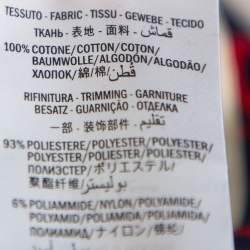 TESSUTO - FABRIC - TISSU - GEWEBE - TECIDO
ТКАНЬ - 表地 - 面料 - قماش
100% COTONE/COTTON/COTON/
BAUMWOLLE/ALGODÓN/ALGODÃO/
ХЛОПОК/綿/棉/قطن
RIFINITURA - TRIMMING - GARNITURE
BESATZ - GUARNIÇÃO - ОТДЕЛКА
一部 - 装饰部件 - تقليم
93% POLIESTERE/POLYESTER/POLYESTER/
POLIESTER/POLIÉSTER/
ПОЛИЭСТЕР/ポリエステル/
聚酯纤维/بوليستر
6% POLIAMMIDE/NYLON/POLYAMIDE/
POLYAMID/POLIAMIDA/POLIAMIDA/
ПОЛИАМИД/ナイロン/锦纶/